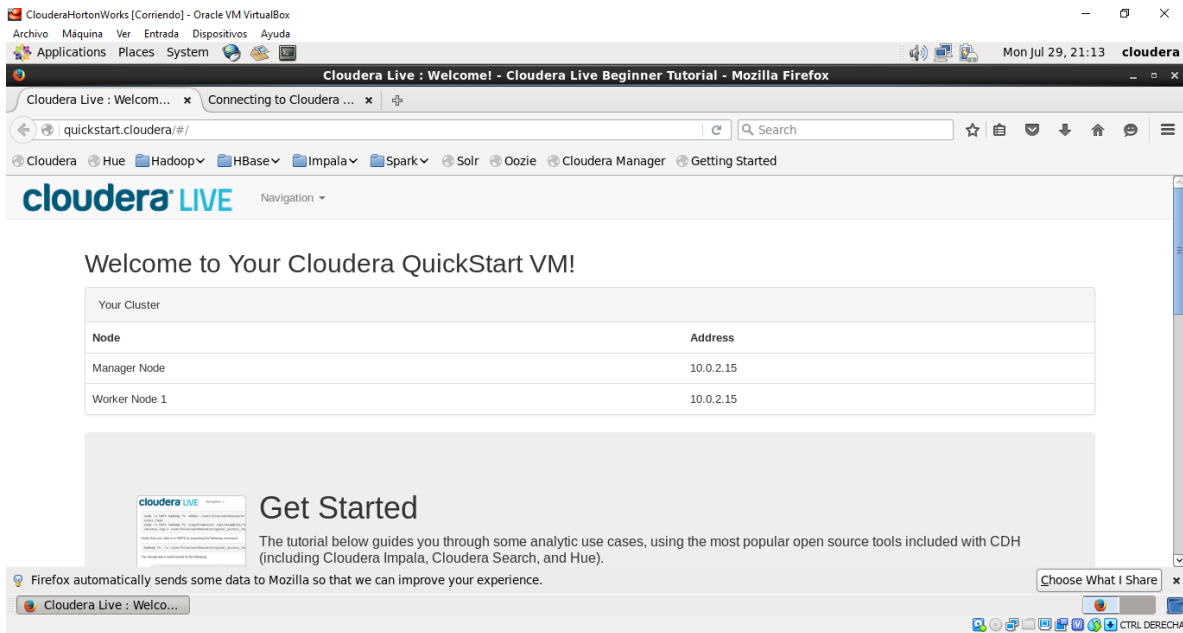 ClouderaHortonWorks [Corriendo] - Oracle VM VirtualBox
Archivo Máquina Ver Entrada Dispositivos Ayuda
Applications Places System Mon Jul 29, 21:13 cloudera
Cloudera Live : Welcome! - Cloudera Live Beginner Tutorial - Mozilla Firefox
Cloudera Live : Welcom... Connecting to Cloudera ...
quickstart.cloudera/#/ Search
Cloudera Hue Hadoop HBase Impala Spark Solr Oozie Cloudera Manager Getting Started
cloudera LIVE Navigation
Welcome to Your Cloudera QuickStart VM!
Your Cluster
Node Address
Manager Node 10.0.2.15
Worker Node 1 10.0.2.15
cloudera LIVE
Get Started
The tutorial below guides you through some analytic use cases, using the most popular open source tools included with CDH
(including Cloudera Impala, Cloudera Search, and Hue).
Firefox automatically sends some data to Mozilla so that we can improve your experience. Choose What I Share
Cloudera Live : Welco...
CTRL DERECHA